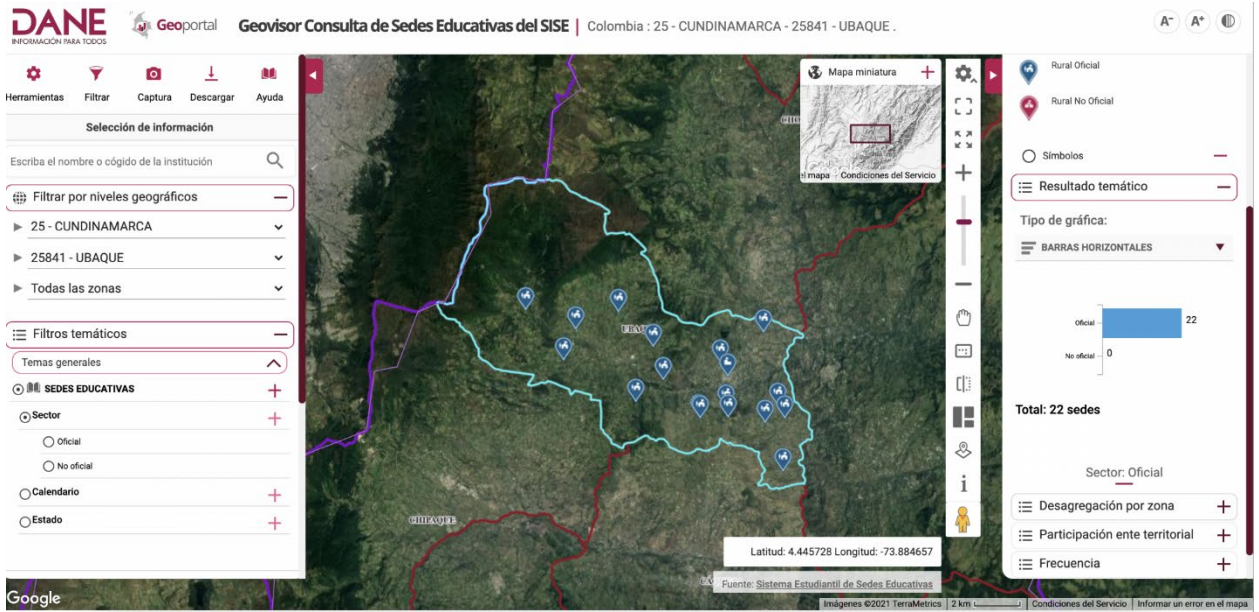 DANE
INFORMACIÓN PARA TODOS
Geoportal
Geovisor Consulta de Sedes Educativas del SISE | Colombia : 25 - CUNDINAMARCA - 25841 - UBAQUE .
A- A+
Herramientas Filtrar Captura Descargar Ayuda
Selección de información
Escriba el nombre o cógido de la institución
Filtrar por niveles geográficos
25 - CUNDINAMARCA
25841 - UBAQUE
Todas las zonas
Filtros temáticos
Temas generales
SEDES EDUCATIVAS
Sector
Oficial
No oficial
Calendario
Estado
Google
Mapa miniatura
el mapa Condiciones del Servicio
CHIPAQUE
Latitud: 4.445728 Longitud: -73.884657
Fuente: Sistema Estudiantil de Sedes Educativas
Imágenes ©2021 TerraMetrics 2 km Condiciones del Servicio Informar un error en el mapa
Rural Oficial
Rural No Oficial
Símbolos
Resultado temático
Tipo de gráfica:
BARRAS HORIZONTALES
Oficial 22
No oficial 0
Total: 22 sedes
Sector: Oficial
Desagregación por zona
Participación ente territorial
Frecuencia